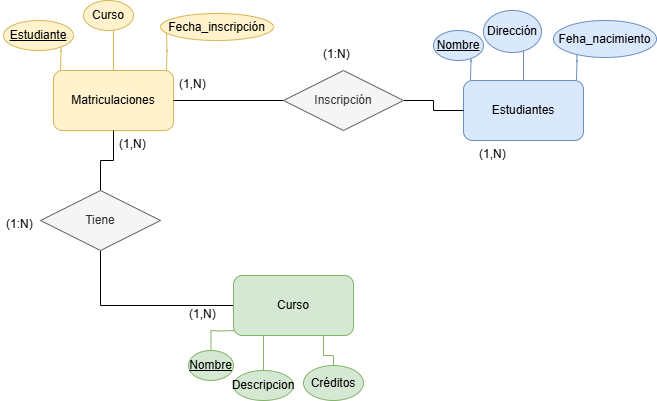 Curso
Estudiante
Fecha_inscripción
Dirección
Nombre
Feha_nacimiento
(1:N)
(1,N)
Matriculaciones
Inscripción
Estudiantes
(1,N)
(1,N)
(1:N)
Tiene
Curso
(1,N)
Nombre
Descripcion
Créditos